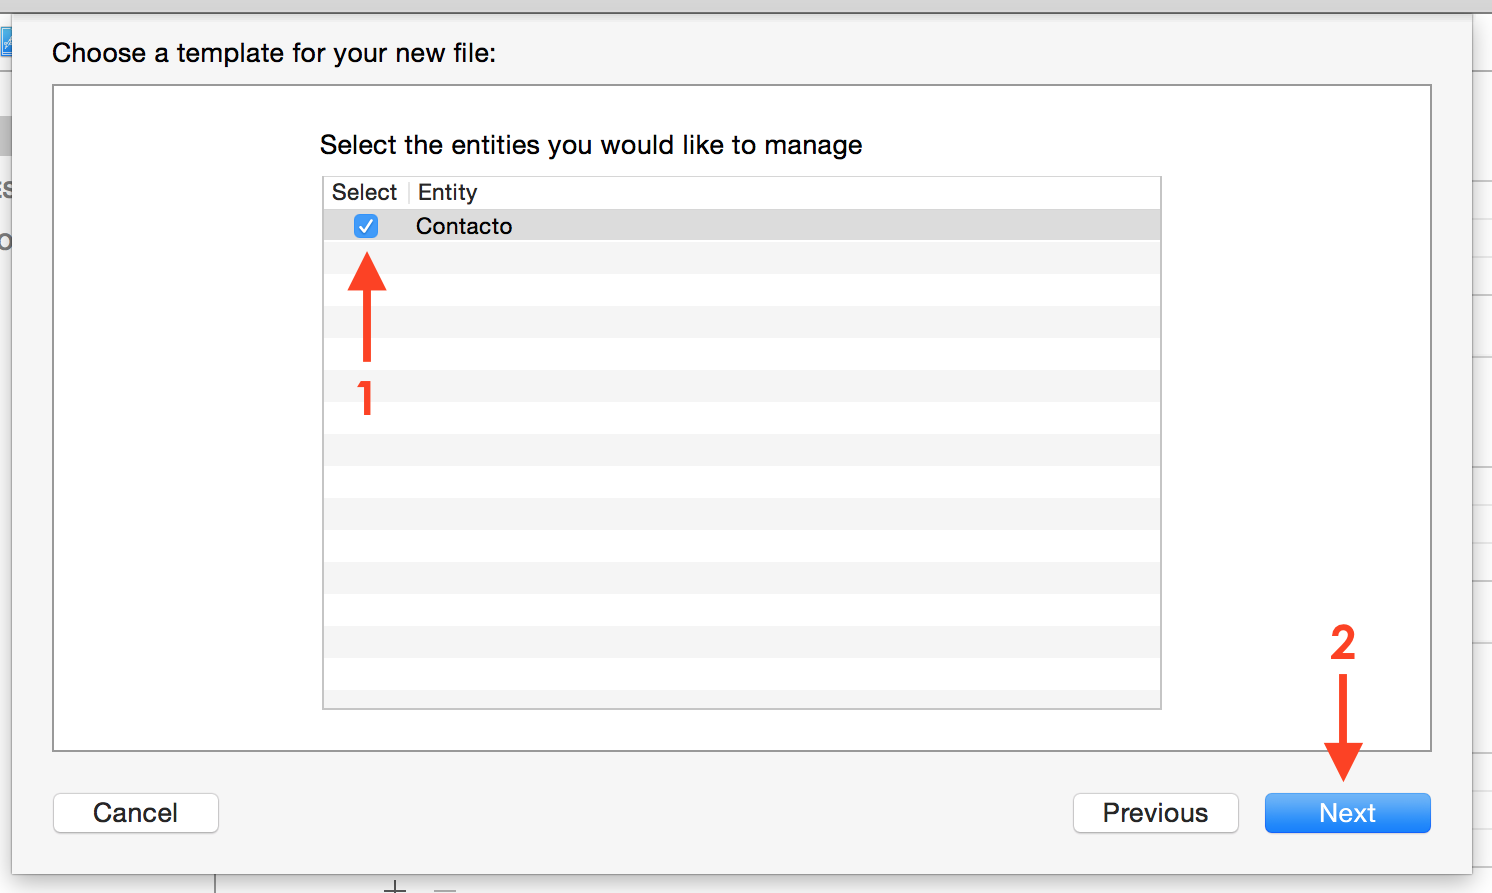 Choose a template for your new file:
Select the entities you would like to manage
Select Entity
Contacto
1
2
Cancel Previous Next